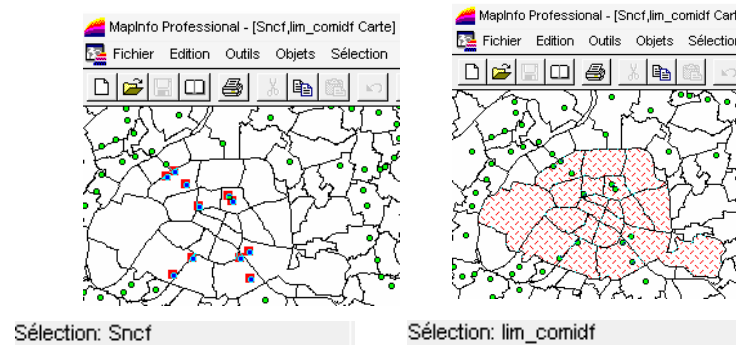 MapInfo Professional - [Sncf,lim_comidf Carte]
Fichier Edition Outils Objets Sélection
Sélection: Sncf
MapInfo Professional - [Sncf,lim_comidf Cart
Fichier Edition Outils Objets Sélection
Sélection: lim_comidf